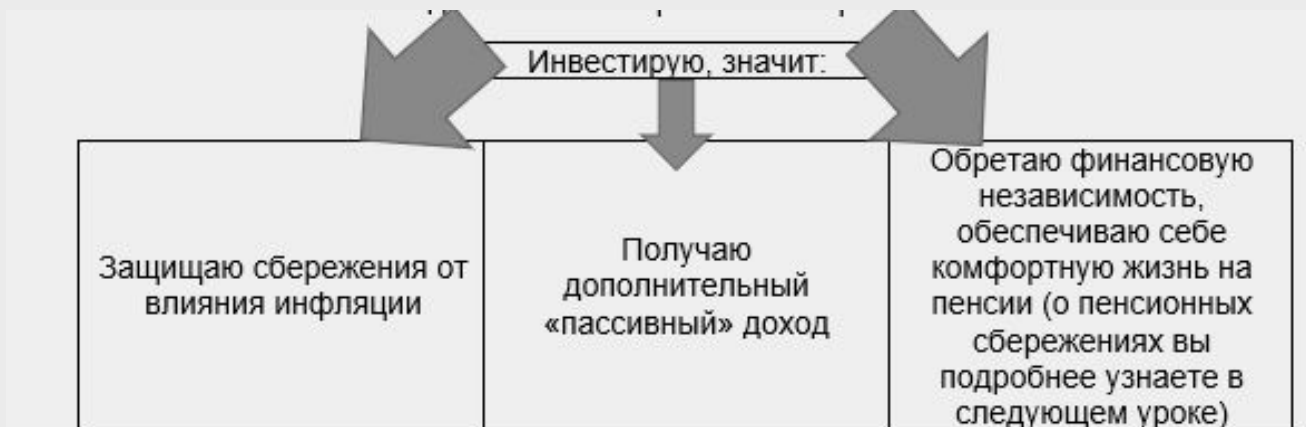 Инвестирую, значит:
Защищаю сбережения от
влияния инфляции
Получаю
дополнительный
«пассивный» доход
Обретаю финансовую
независимость,
обеспечиваю себе
комфортную жизнь на
пенсии (о пенсионных
сбережениях вы
подробнее узнаете в
следующем уроке)